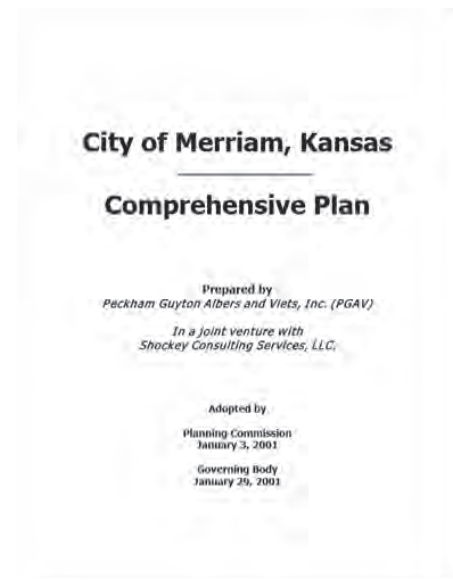 City of Merriam, Kansas
Comprehensive Plan
Prepared by
Peckham Guyton Albers and Viets, Inc. (PGAV)
In a joint venture with
Shockey Consulting Services, LLC.
Adopted by
Planning Commission
January 3, 2001
Governing Body
January 29, 2001